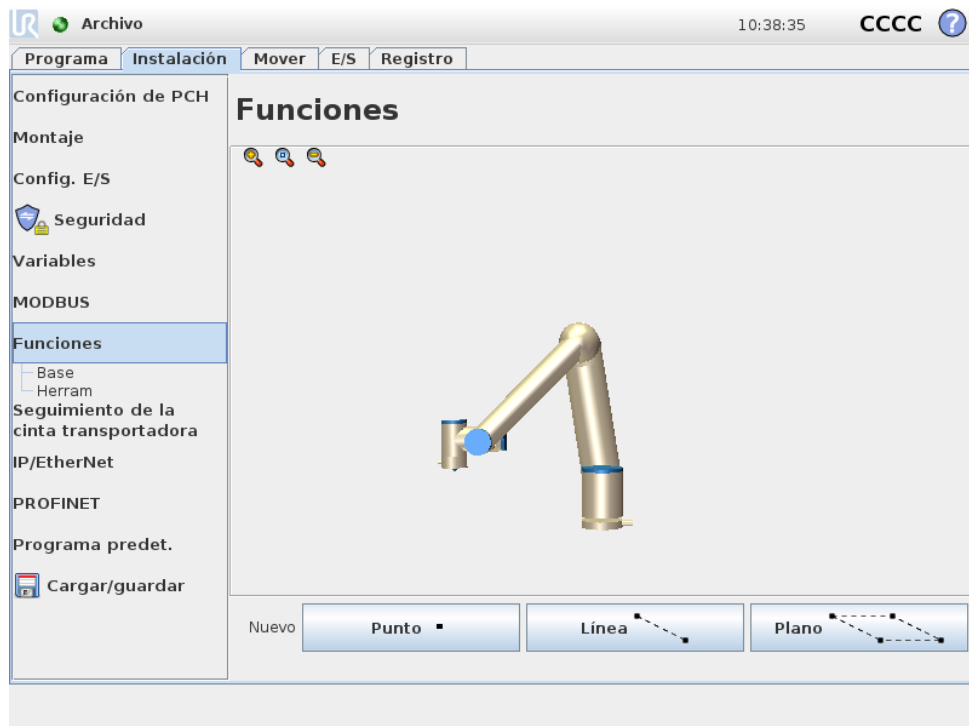 UR Archivo 10:38:35 CCCC ?
Programa Instalación Mover E/S Registro
Configuración de PCH
Montaje
Config. E/S
Seguridad
Variables
MODBUS
Funciones
Base
Herram
Seguimiento de la
cinta transportadora
IP/EtherNet
PROFINET
Programa predet.
Cargar/guardar
Funciones
Nuevo Punto Línea Plano